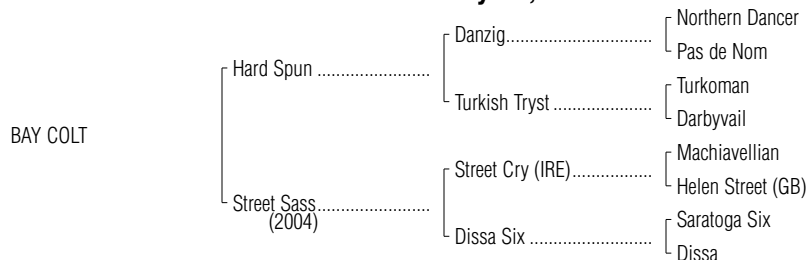 Northern Dancer
Danzig
Pas de Nom
Hard Spun
Turkoman
Turkish Tryst
Darbyvail
BAY COLT
Machiavellian
Street Cry (IRE)
Helen Street (GB)
Street Sass
(2004)
Saratoga Six
Dissa Six
Dissa